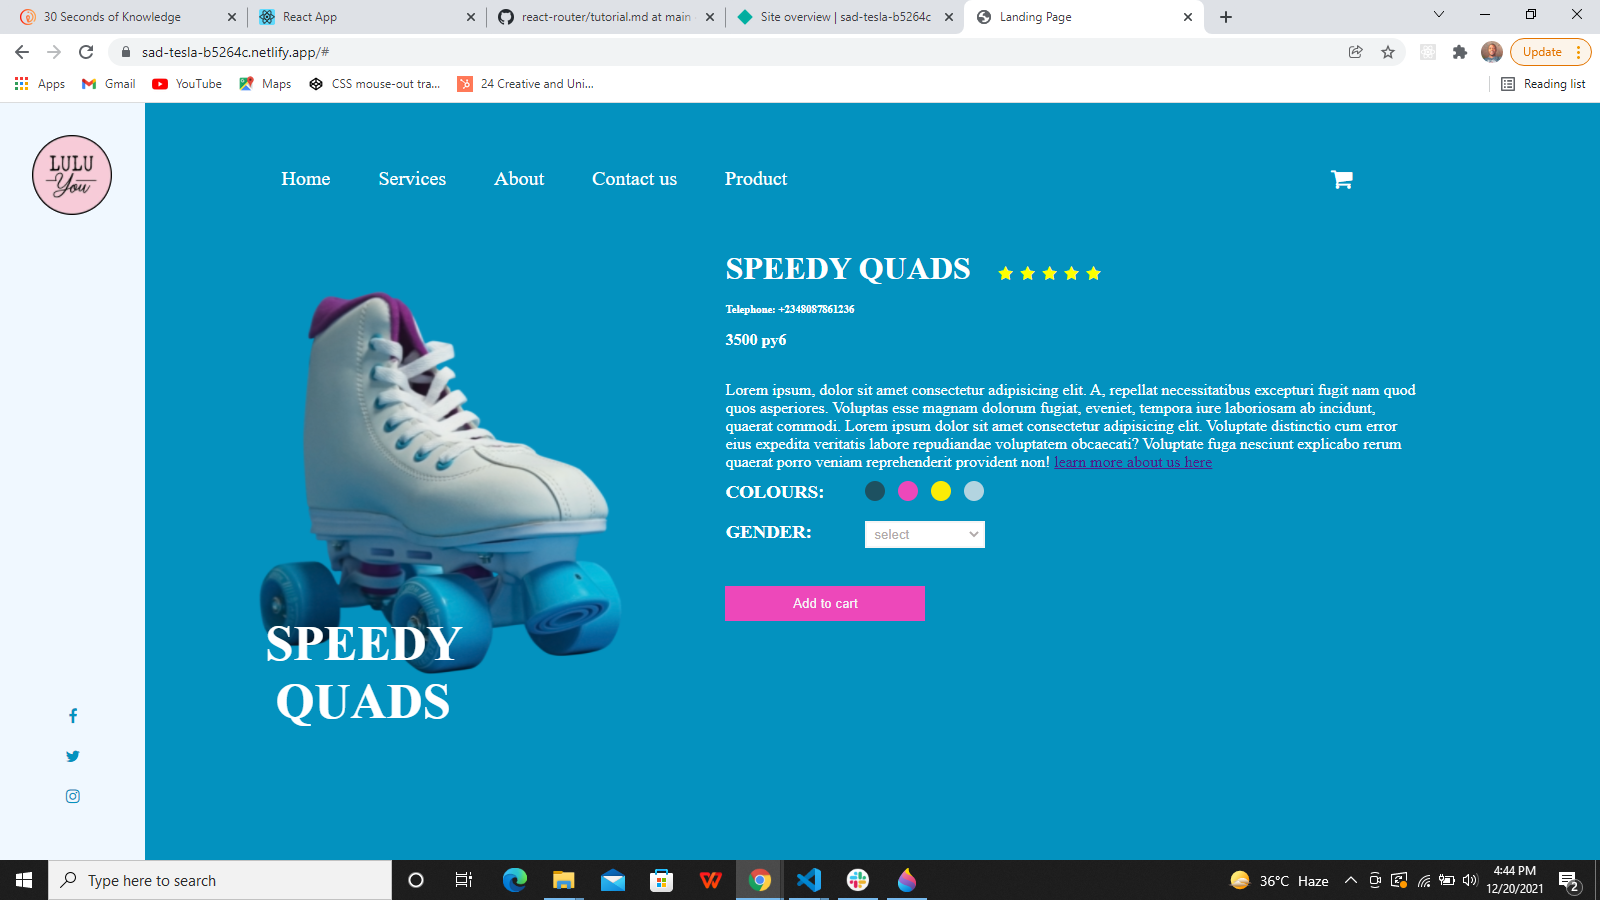 30 Seconds of Knowledge
React App
react-router/tutorial.md at main
Site overview | sad-tesla-b5264c
Landing Page
sad-tesla-b5264c.netlify.app/#
Update
Apps
Gmail
YouTube
Maps
CSS mouse-out tra...
24 Creative and Uni...
Reading list
LULU
You
Home
Services
About
Contact us
Product
SPEEDY QUADS
Telephone: +2348087861236
3500 py6
Lorem ipsum, dolor sit amet consectetur adipisicing elit. A, repellat necessitatibus excepturi fugit nam quod
quos asperiores. Voluptas esse magnam dolorum fugiat, eveniet, tempora iure laboriosam ab incidunt,
quaerat commodi. Lorem ipsum dolor sit amet consectetur adipisicing elit. Voluptate distinctio cum error
eius expedita veritatis labore repudiandae voluptatem obcaecati? Voluptate fuga nesciunt explicabo rerum
quaerat porro veniam reprehenderit provident non! learn more about us here
COLOURS:
GENDER:
select
Add to cart
SPEEDY
QUADS
Type here to search
36°C Haze
4:44 PM
12/20/2021
2